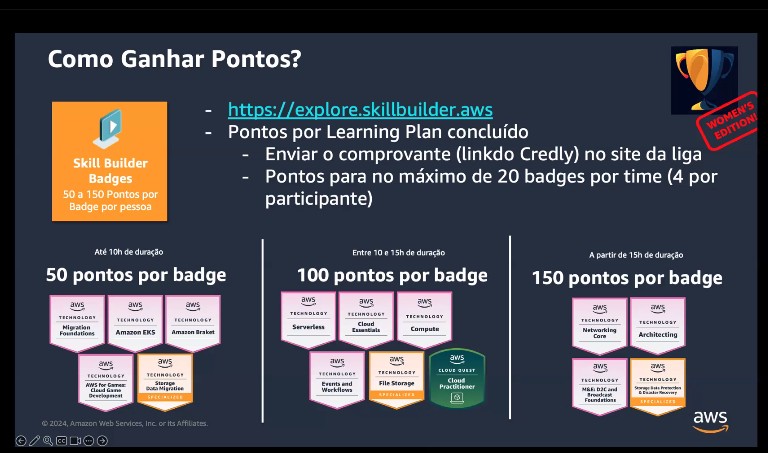 Como Ganhar Pontos?
WOMEN'S
EDITION!
Skill Builder
Badges
50 a 150 Pontos por
Badge por pessoa
- https://explore.skillbuilder.aws
- Pontos por Learning Plan concluído
- Enviar o comprovante (linkdo Credly) no site da liga
- Pontos para no máximo de 20 badges por time (4 por
participante)
Até 10h de duração
50 pontos por badge
aws
TECHNOLOGY
Migration
Foundations
aws
TECHNOLOGY
Amazon EKS
aws
TECHNOLOGY
Amazon Braket
aws
TECHNOLOGY
AWS for Games:
Cloud Game
Development
aws
TECHNOLOGY
Storage
Data Migration
SPECIALIZED
Entre 10 e 15h de duração
100 pontos por badge
aws
TECHNOLOGY
Serverless
aws
TECHNOLOGY
Cloud
Essentials
aws
TECHNOLOGY
Compute
aws
TECHNOLOGY
Events and
Workflows
aws
TECHNOLOGY
File Storage
SPECIALIZED
aws
CLOUD QUEST
Cloud
Practitioner
A partir de 15h de duração
150 pontos por badge
aws
TECHNOLOGY
Networking
Core
aws
TECHNOLOGY
Architecting
aws
TECHNOLOGY
M&E: D2C and
Broadcast
Foundations
aws
TECHNOLOGY
Storage Data Protection
& Disaster Recovery
SPECIALIZED
© 2024, Amazon Web Services, Inc. or its Affiliates.
aws